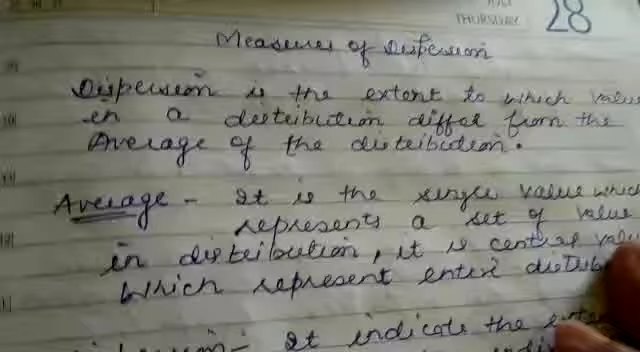 THURSDAY 28
Measures of Dispersion
Dispersion is the extent to which value
in a distribution differ from the
Average of the distribution.
Average - It is the single value which
represents a set of value
in distribution, it is central valu
Which represent entire distrib
It indicate the